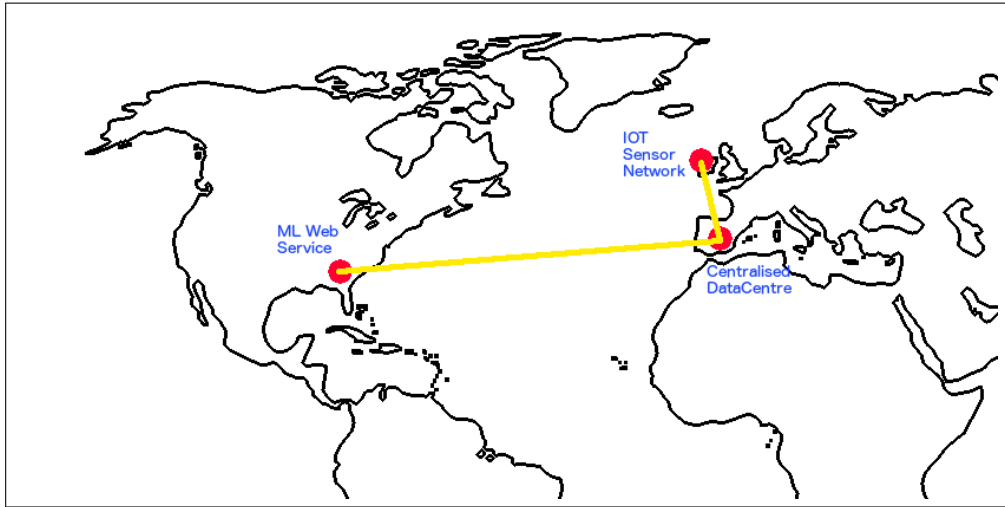 IOT
Sensor
Network
ML Web
Service
Centralised
DataCentre